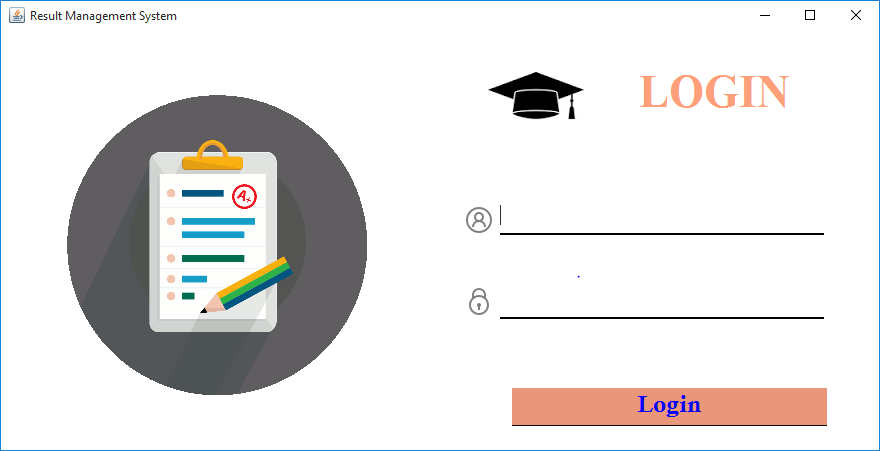 Result Management System
LOGIN
A+
Login